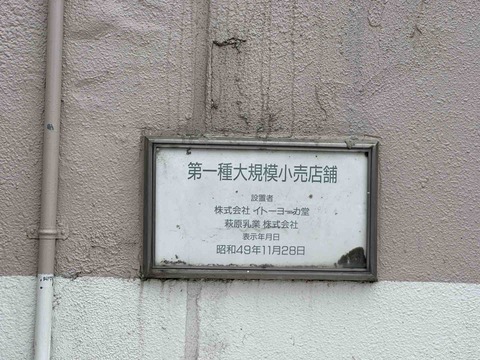 第一種大規模小売店舗
設置者
株式会社 イトーヨーカ堂
萩原乳業 株式会社
表示年月日
昭和49年11月28日